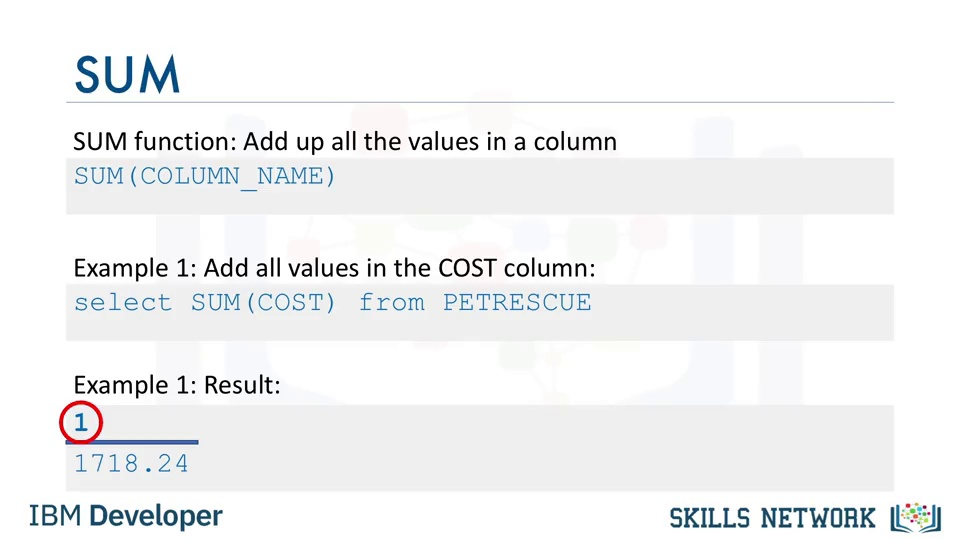 SUM
SUM function: Add up all the values in a column
SUM(COLUMN_NAME)
Example 1: Add all values in the COST column:
select SUM(COST) from PETRESCUE
Example 1: Result:
1
1718.24
IBM Developer
SKILLS NETWORK